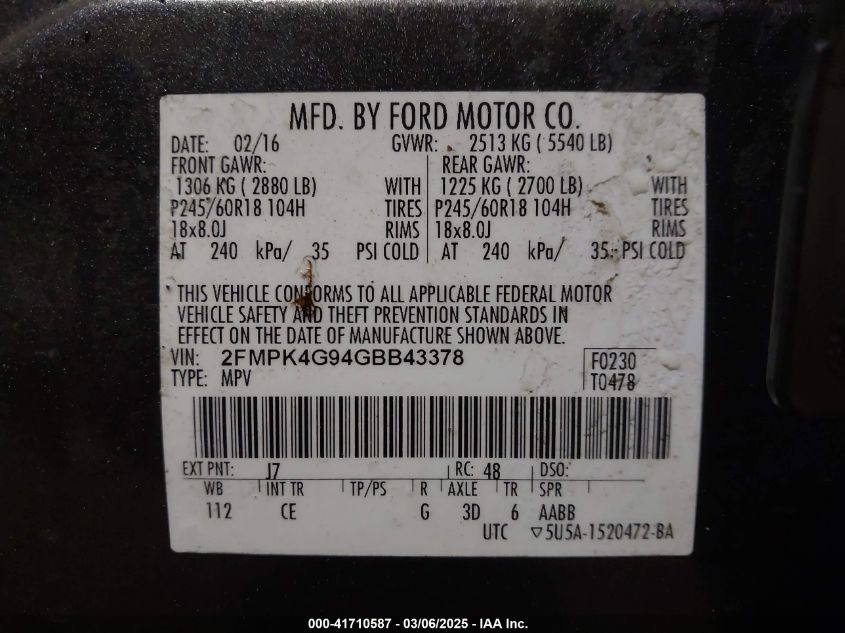 MFD. BY FORD MOTOR CO.
DATE: 02/16 GVWR: 2513 KG ( 5540 LB)
FRONT GAWR: REAR GAWR:
1306 KG ( 2880 LB) WITH 1225 KG ( 2700 LB) WITH
P245/60R18 104H TIRES P245/60R18 104H TIRES
18x8.0J RIMS 18x8.0J RIMS
AT 240 kPa/ 35 PSI COLD AT 240 kPa/ 35 PSI COLD
THIS VEHICLE CONFORMS TO ALL APPLICABLE FEDERAL MOTOR
VEHICLE SAFETY AND THEFT PREVENTION STANDARDS IN
EFFECT ON THE DATE OF MANUFACTURE SHOWN ABOVE.
VIN: 2FMPK4G94GBB43378 F0230
TYPE: MPV T0478
EXT PNT: J7 RC: 48 DSO:
WB INT TR TP/PS R AXLE TR SPR
112 CE G 3D 6 AABB
UTC ▽5U5A-1520472-BA
000-41710587 - 03/06/2025 - IAA Inc.